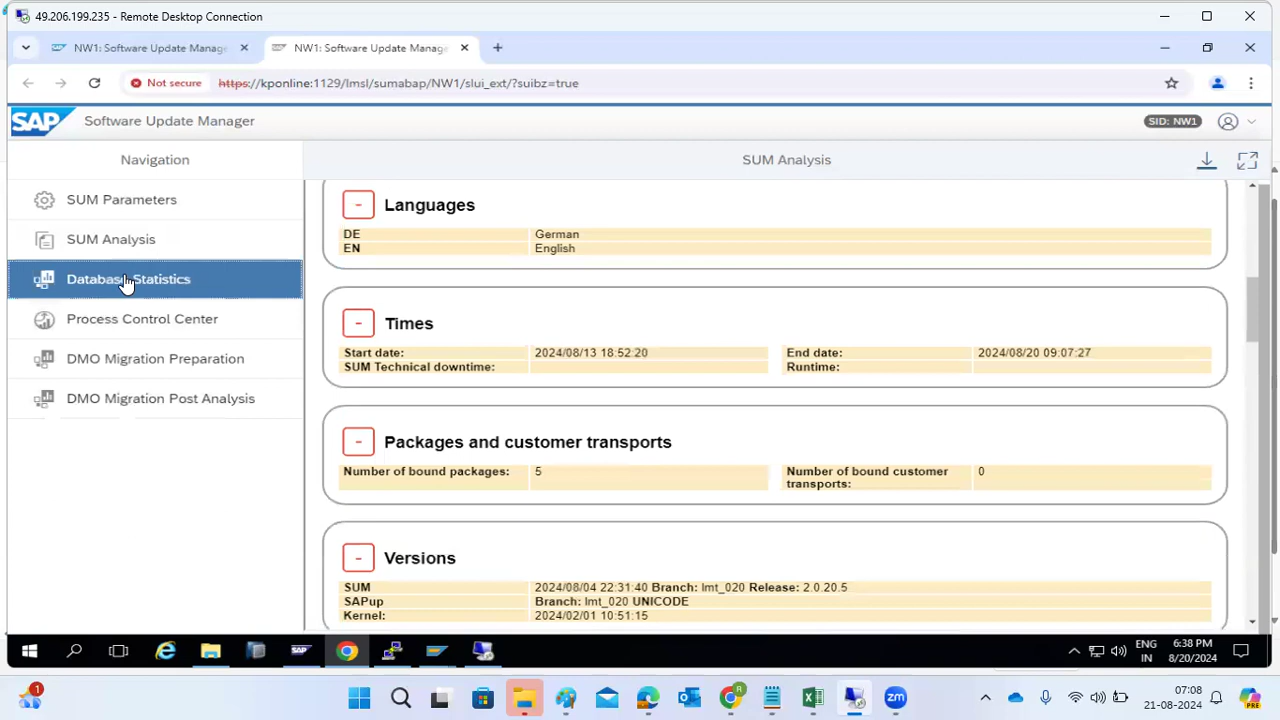 49.206.199.235 - Remote Desktop Connection
NW1: Software Update Manage
NW1: Software Update Manage
Not secure
https://kponline:1129/lmsl/sumabap/NW1/slui_ext/?suibz=true
SAP
Software Update Manager
SID: NW1
Navigation
SUM Analysis
SUM Parameters
SUM Analysis
Database Statistics
Process Control Center
DMO Migration Preparation
DMO Migration Post Analysis
- Languages
DE German
EN English
- Times
Start date: 2024/08/13 18:52:20 End date: 2024/08/20 09:07:27
SUM Technical downtime: Runtime:
- Packages and customer transports
Number of bound packages: 5 Number of bound customer
transports: 0
- Versions
SUM 2024/08/04 22:31:40 Branch: lmt_020 Release: 2.0.20.5
SAPup Branch: lmt_020 UNICODE
Kernel: 2024/02/01 10:51:15
ENG
IN
6:38 PM
8/20/2024
1
07:08
21-08-2024
PRE